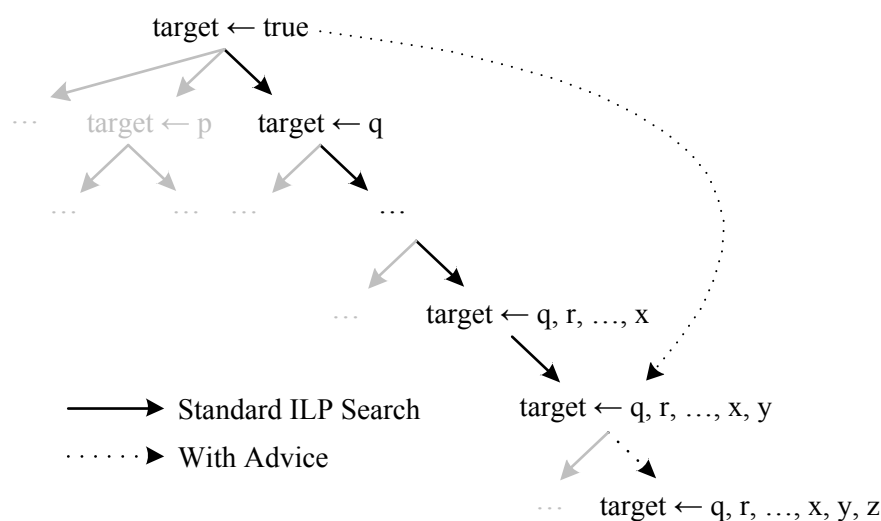 target ← true
… target ← p target ← q
… … … …
… target ← q, r, …, x
Standard ILP Search target ← q, r, …, x, y
With Advice
… target ← q, r, …, x, y, z